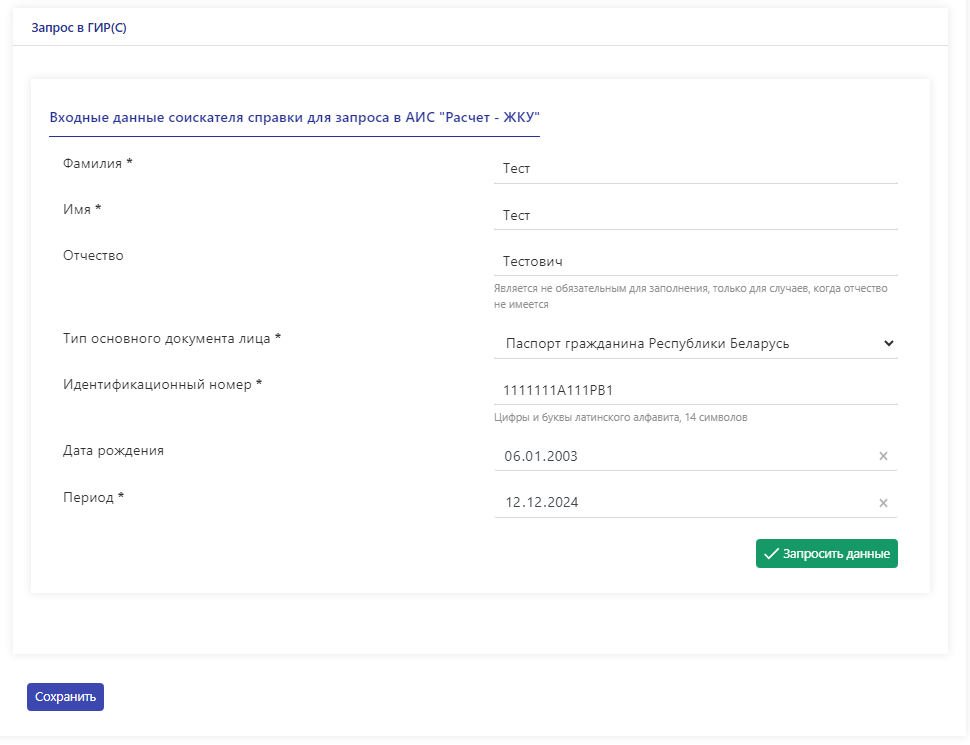 Запрос в ГИР(С)
Входные данные соискателя справки для запроса в АИС "Расчет - ЖКУ"
Фамилия *
Тест
Имя *
Тест
Отчество
Тестович
Является не обязательным для заполнения, только для случаев, когда отчество
не имеется
Тип основного документа лица *
Паспорт гражданина Республики Беларусь
Идентификационный номер *
1111111A111PB1
Цифры и буквы латинского алфавита, 14 символов
Дата рождения
06.01.2003
Период *
12.12.2024
Запросить данные
Сохранить